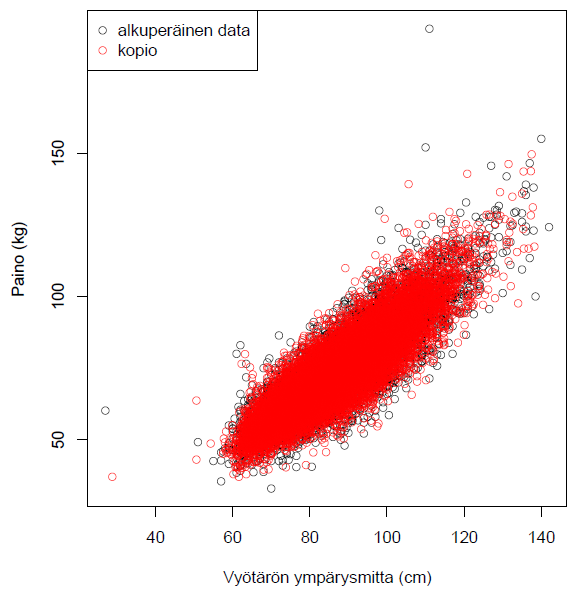 alkuperäinen data
kopio
Paino (kg)
150
100
50
40
60
80
100
120
140
Vyötärön ympärysmitta (cm)